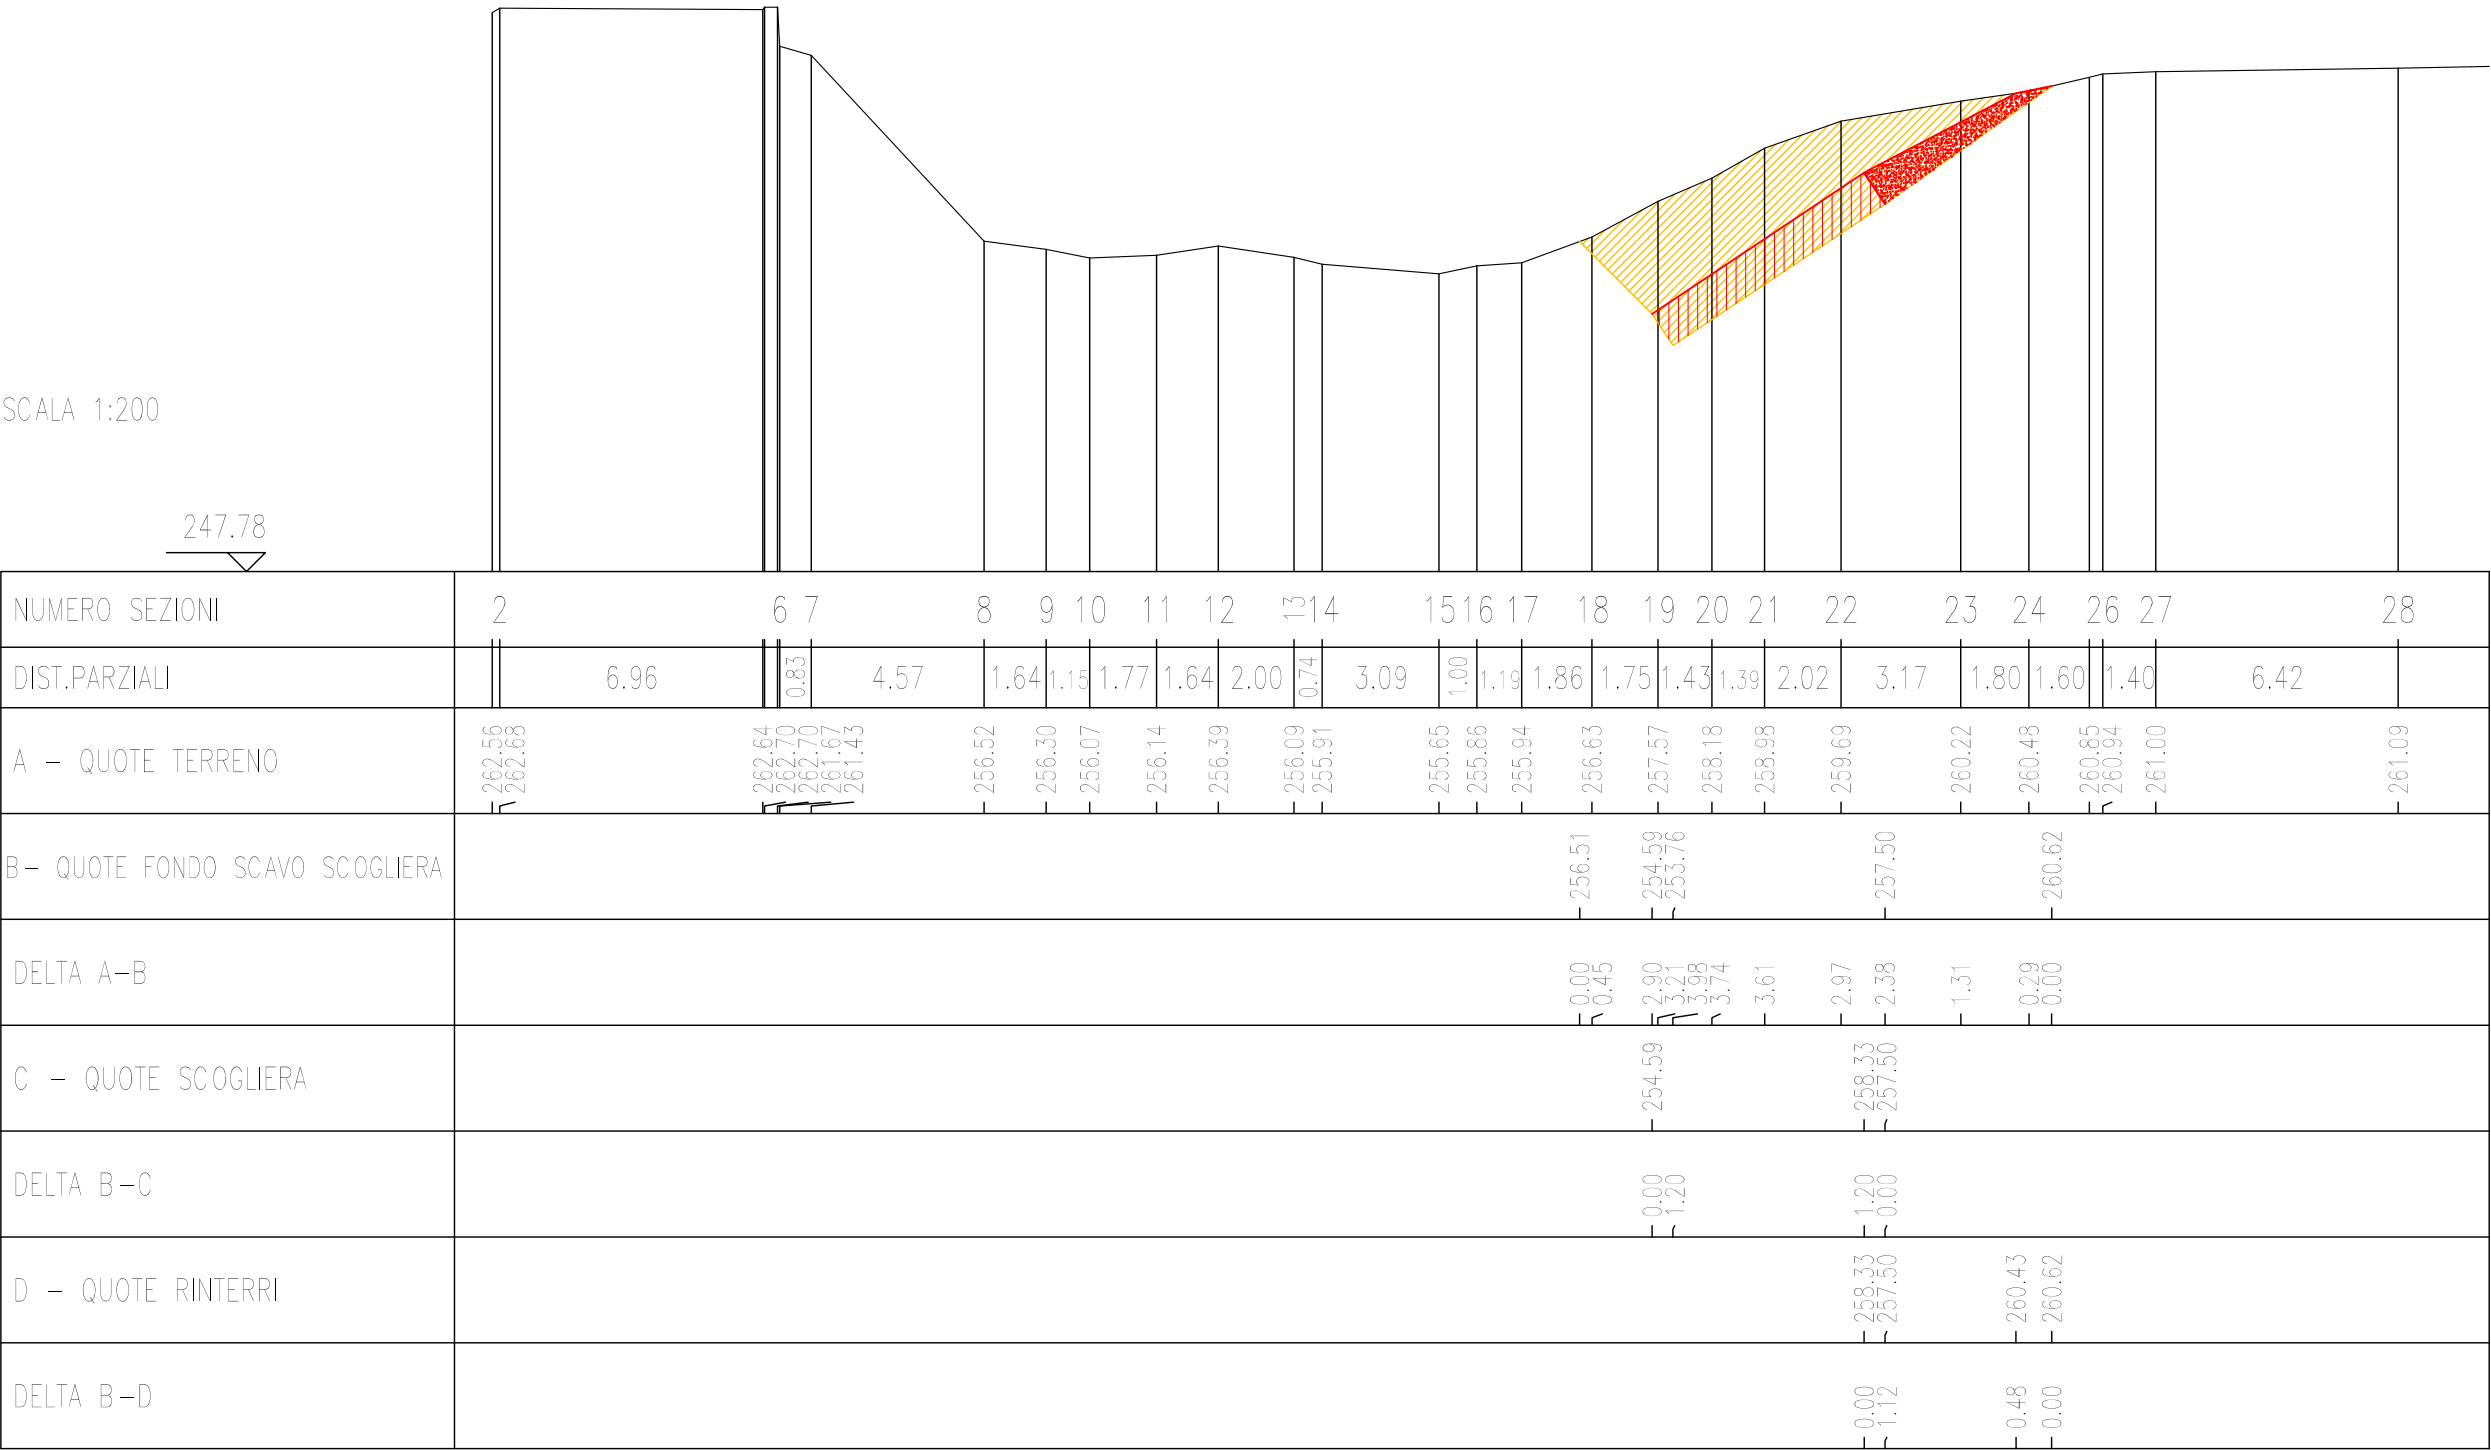 SCALA 1:200
247.78
NUMERO SEZIONI 2 6 7 8 9 10 11 12 13 14 15 16 17 18 19 20 21 22 23 24 26 27 28
DIST.PARZIALI 6.96 0.83 4.57 1.64 1.15 1.77 1.64 2.00 0.74 3.09 1.00 1.19 1.86 1.75 1.43 1.39 2.02 3.17 1.80 1.60 1.40 6.42
A - QUOTE TERRENO 262.56 262.68 262.64 262.70 262.70 261.67 261.43 256.52 256.30 256.07 256.14 256.39 256.09 255.91 255.65 255.86 255.94 256.63 257.57 258.18 258.98 259.69 260.22 260.48 260.85 260.94 261.00 261.09
B- QUOTE FONDO SCAVO SCOGLIERA 256.51 254.59 253.76 257.50 260.62
DELTA A-B 0.00 0.45 2.90 3.21 3.98 3.74 3.61 2.97 2.38 1.31 0.29 0.00
C - QUOTE SCOGLIERA 254.59 258.33 257.50
DELTA B-C 0.00 1.20 1.20 0.00
D - QUOTE RINTERRI 258.33 257.50 260.43 260.62
DELTA B-D 0.00 1.12 0.48 0.00